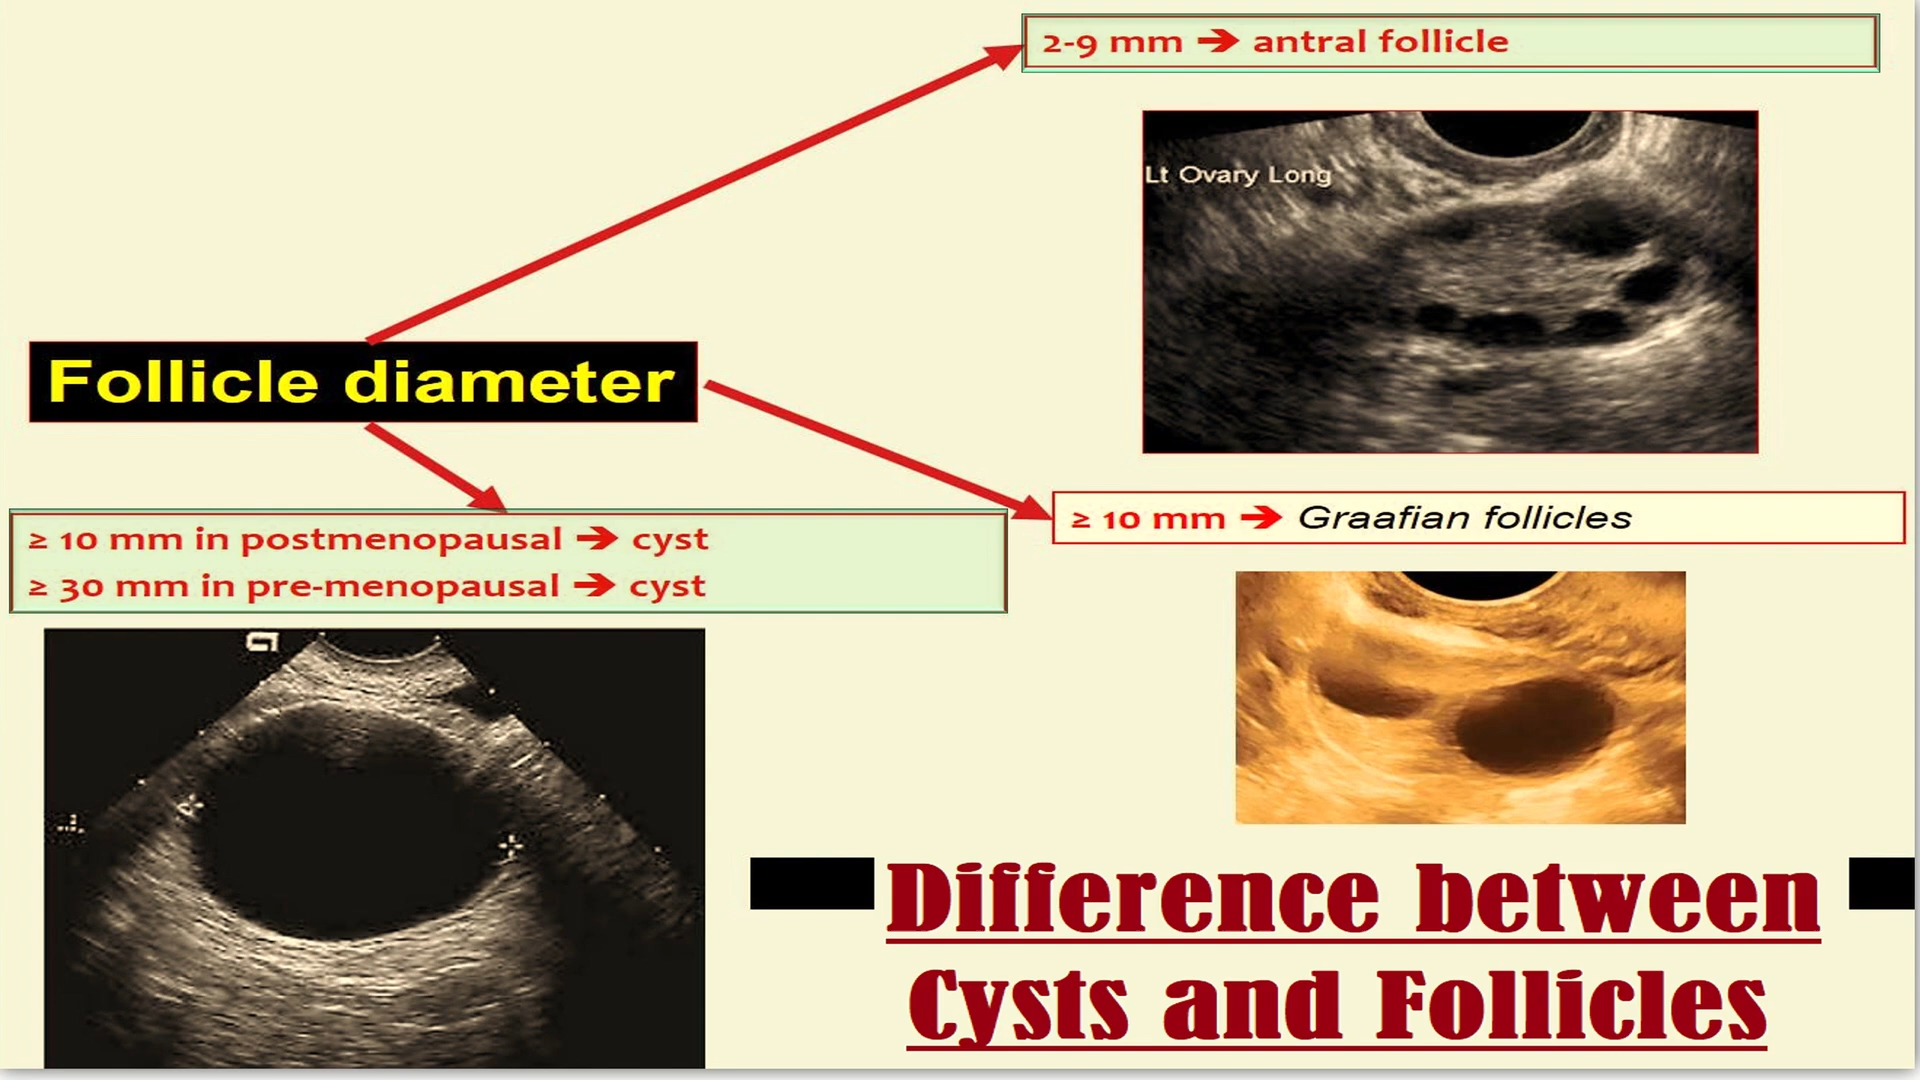 2-9 mm ➔ antral follicle
Lt Ovary Long
Follicle diameter
≥ 10 mm in postmenopausal ➔ cyst
≥ 30 mm in pre-menopausal ➔ cyst
≥ 10 mm ➔ Graafian follicles
Difference between
Cysts and Follicles